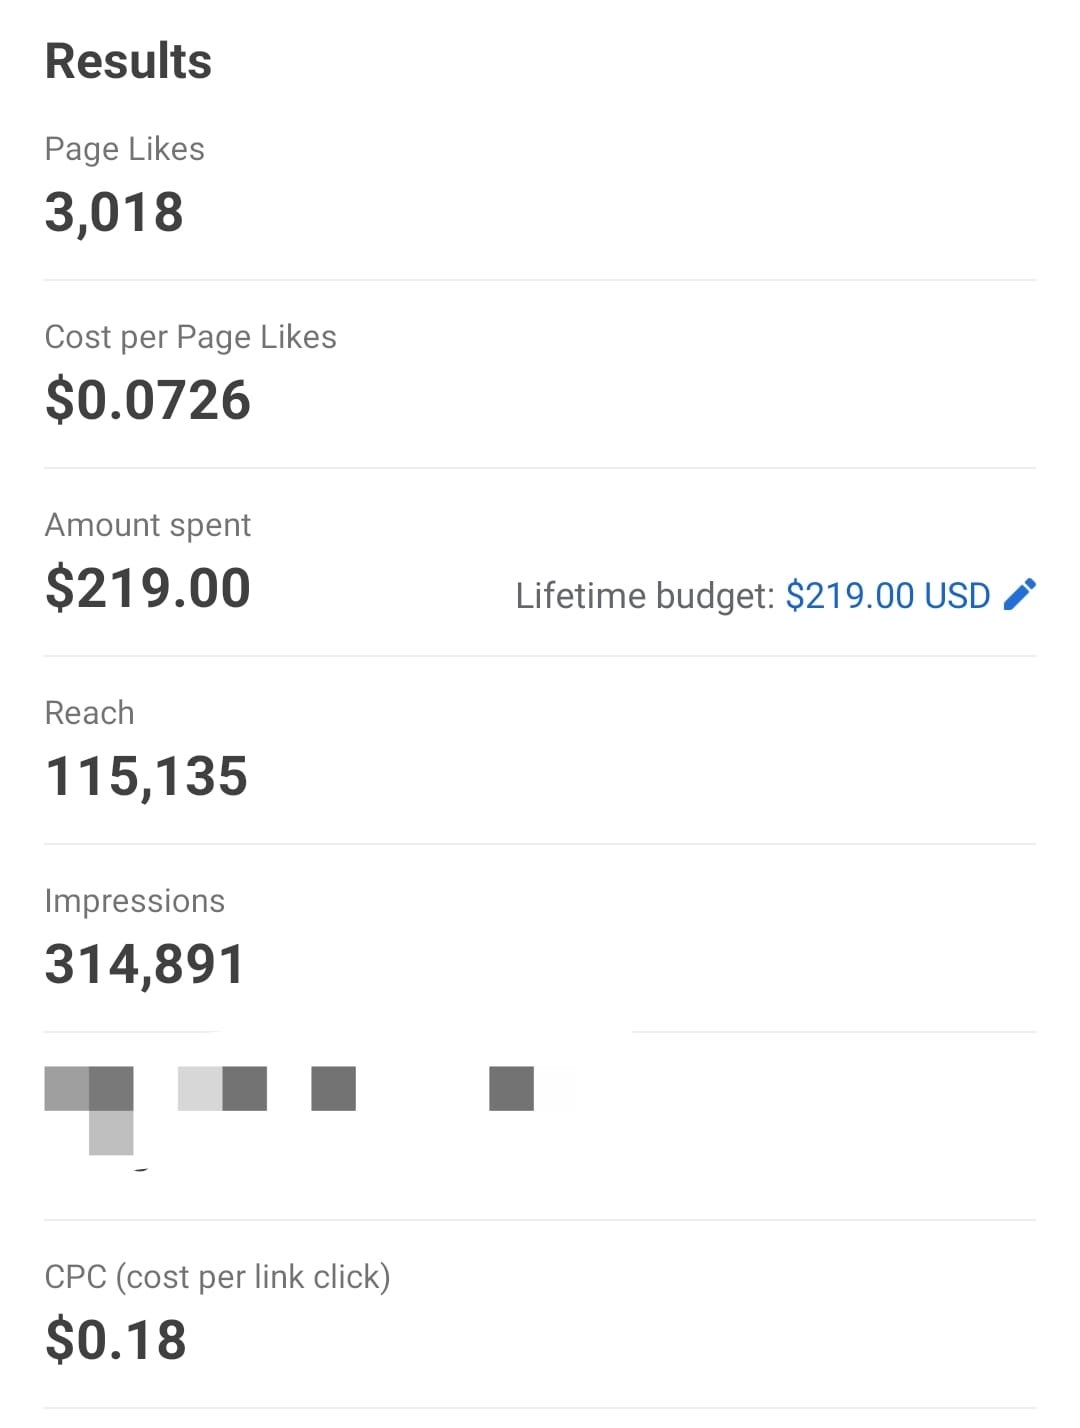 Results
Page Likes
3,018
Cost per Page Likes
$0.0726
Amount spent
$219.00
Lifetime budget: $219.00 USD
Reach
115,135
Impressions
314,891
CPC (cost per link click)
$0.18